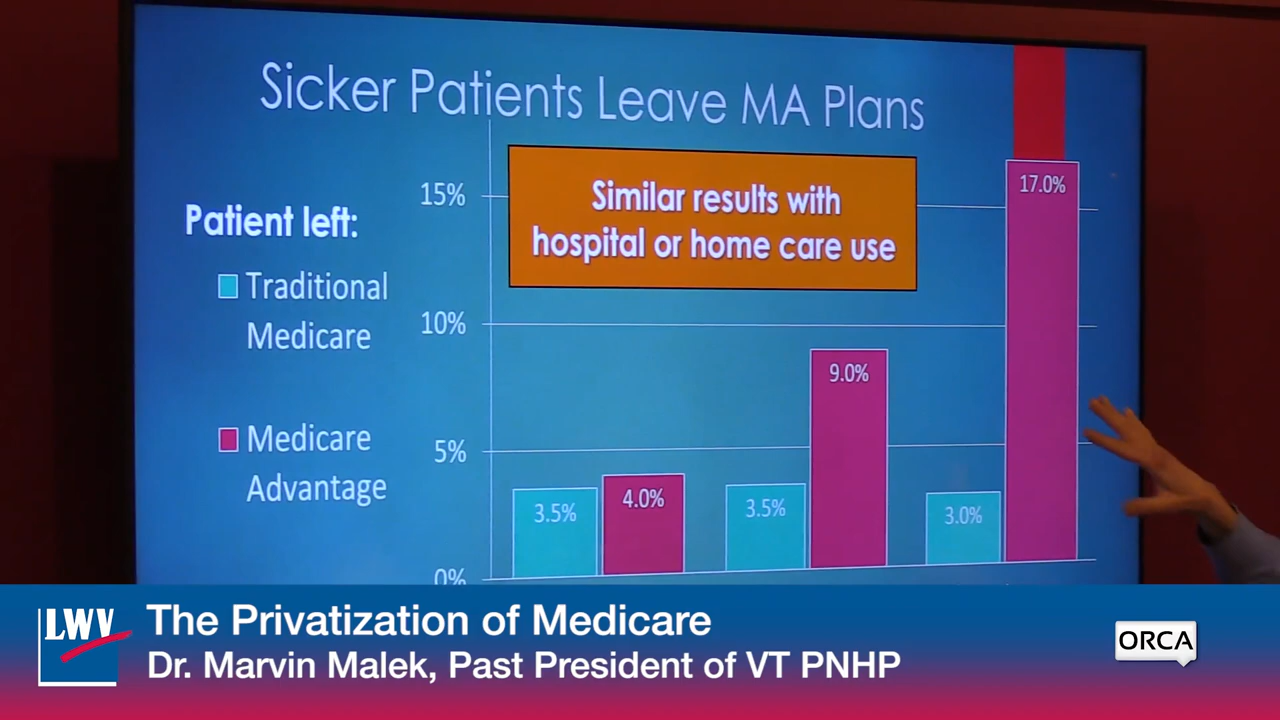 Sicker Patients Leave MA Plans
Similar results with
hospital or home care use
Patient left:
Traditional
Medicare
Medicare
Advantage
15%
10%
5%
0%
3.5%
4.0%
3.5%
9.0%
3.0%
17.0%
LWV
The Privatization of Medicare
Dr. Marvin Malek, Past President of VT PNHP
ORCA